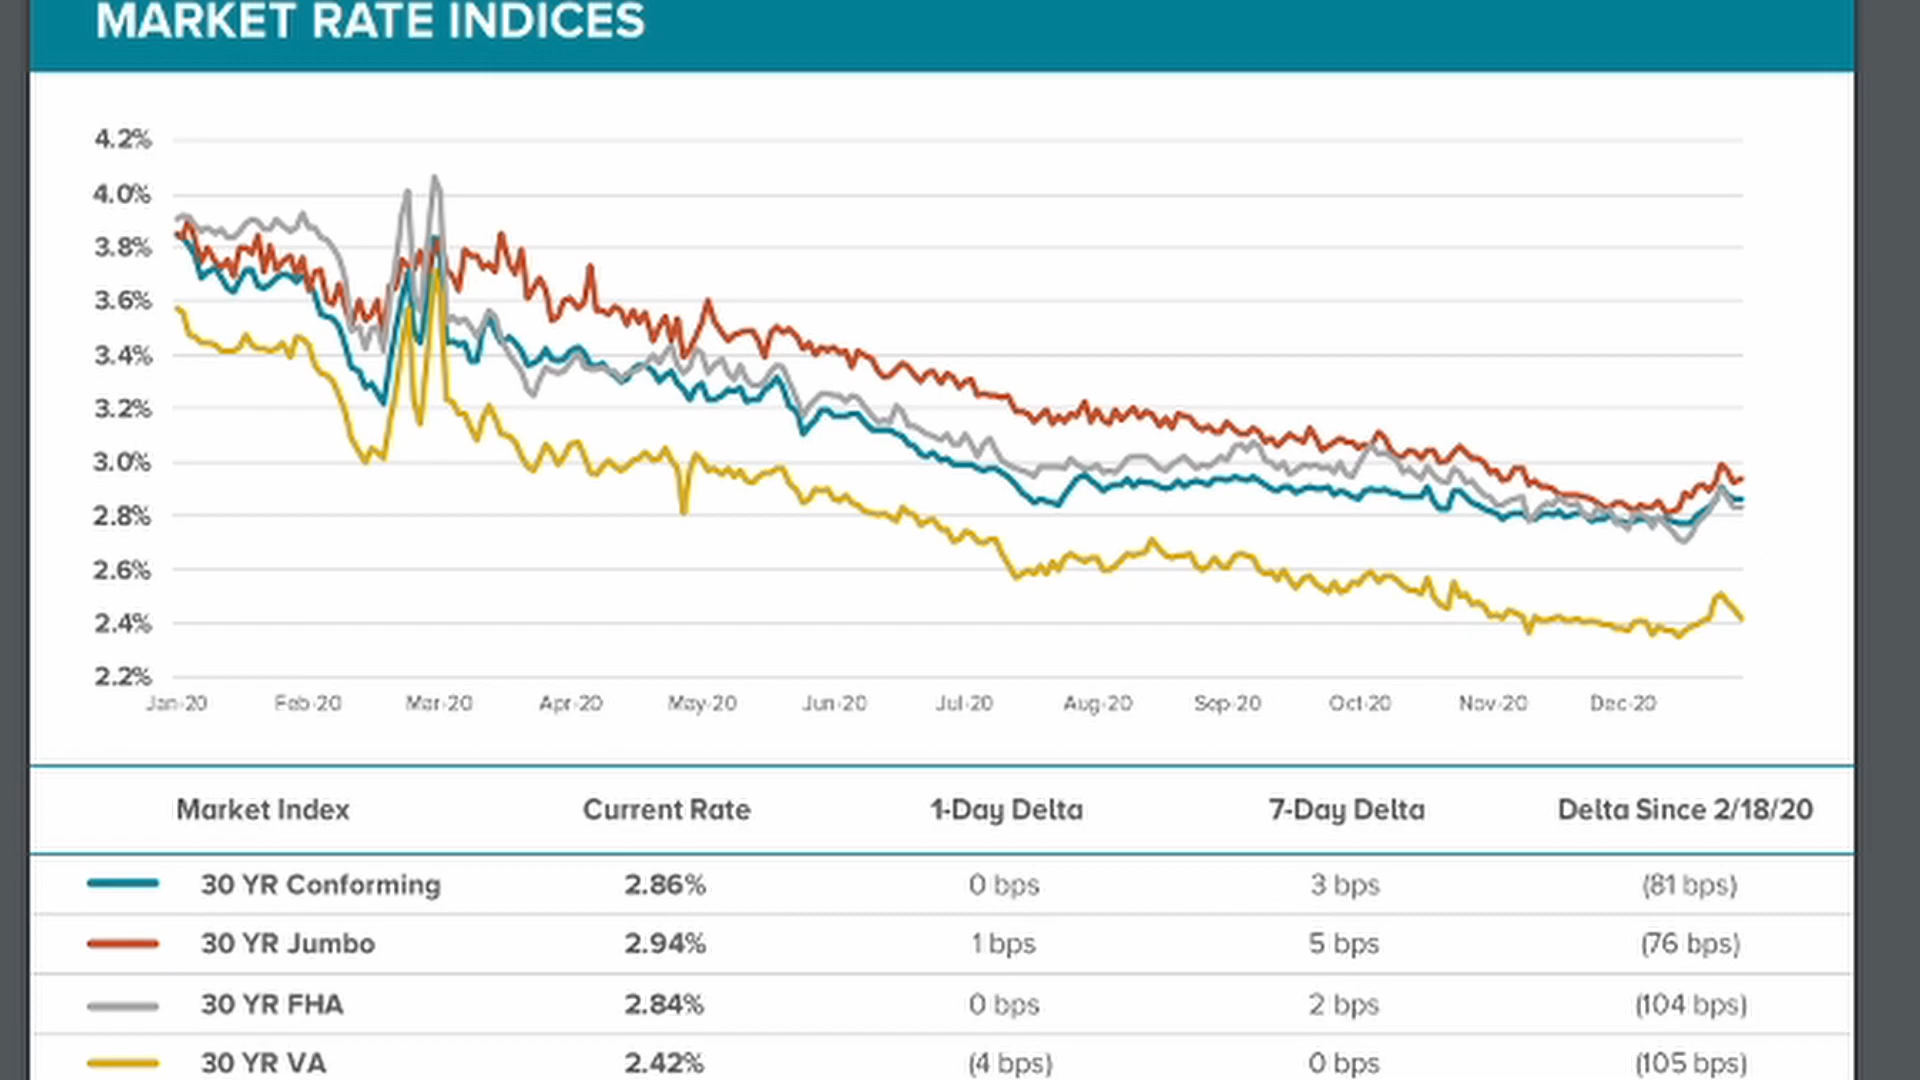 MARKET RATE INDICES
4.2%
4.0%
3.8%
3.6%
3.4%
3.2%
3.0%
2.8%
2.6%
2.4%
2.2%
Jan-20 Feb-20 Mar-20 Apr-20 May-20 Jun-20 Jul-20 Aug-20 Sep-20 Oct-20 Nov-20 Dec-20
Market Index Current Rate 1-Day Delta 7-Day Delta Delta Since 2/18/20
30 YR Conforming 2.86% 0 bps 3 bps (81 bps)
30 YR Jumbo 2.94% 1 bps 5 bps (76 bps)
30 YR FHA 2.84% 0 bps 2 bps (104 bps)
30 YR VA 2.42% (4 bps) 0 bps (105 bps)